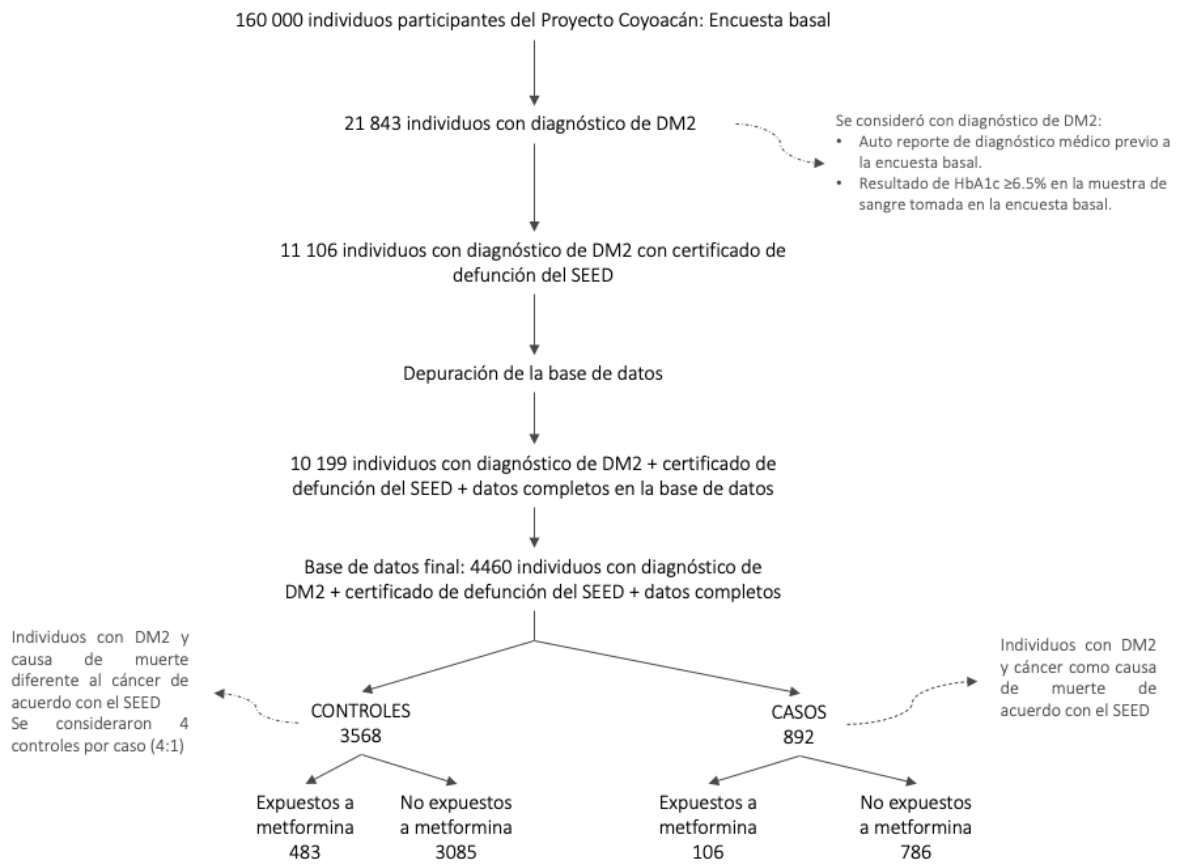 160 000 individuos participantes del Proyecto Coyoacán: Encuesta basal
21 843 individuos con diagnóstico de DM2
Se consideró con diagnóstico de DM2:
• Auto reporte de diagnóstico médico previo a
la encuesta basal.
• Resultado de HbA1c ≥6.5% en la muestra de
sangre tomada en la encuesta basal.
11 106 individuos con diagnóstico de DM2 con certificado de
defunción del SEED
Depuración de la base de datos
10 199 individuos con diagnóstico de DM2 + certificado de
defunción del SEED + datos completos en la base de datos
Base de datos final: 4460 individuos con diagnóstico de
DM2 + certificado de defunción del SEED + datos completos
Individuos con DM2 y
causa de muerte
diferente al cáncer de
acuerdo con el SEED
Se consideraron 4
controles por caso (4:1)
CONTROLES
3568
CASOS
892
Individuos con DM2
y cáncer como causa
de muerte de
acuerdo con el SEED
Expuestos a
metformina
483
No expuestos
a metformina
3085
Expuestos a
metformina
106
No expuestos
a metformina
786